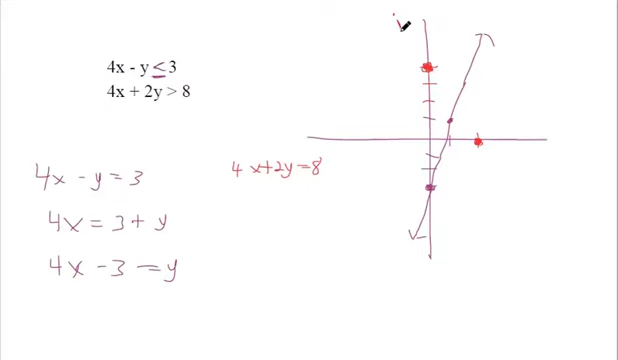 4x - y ≤ 3
4x + 2y > 8
4x - y = 3
4x + 2y = 8
4x = 3 + y
4x - 3 = y